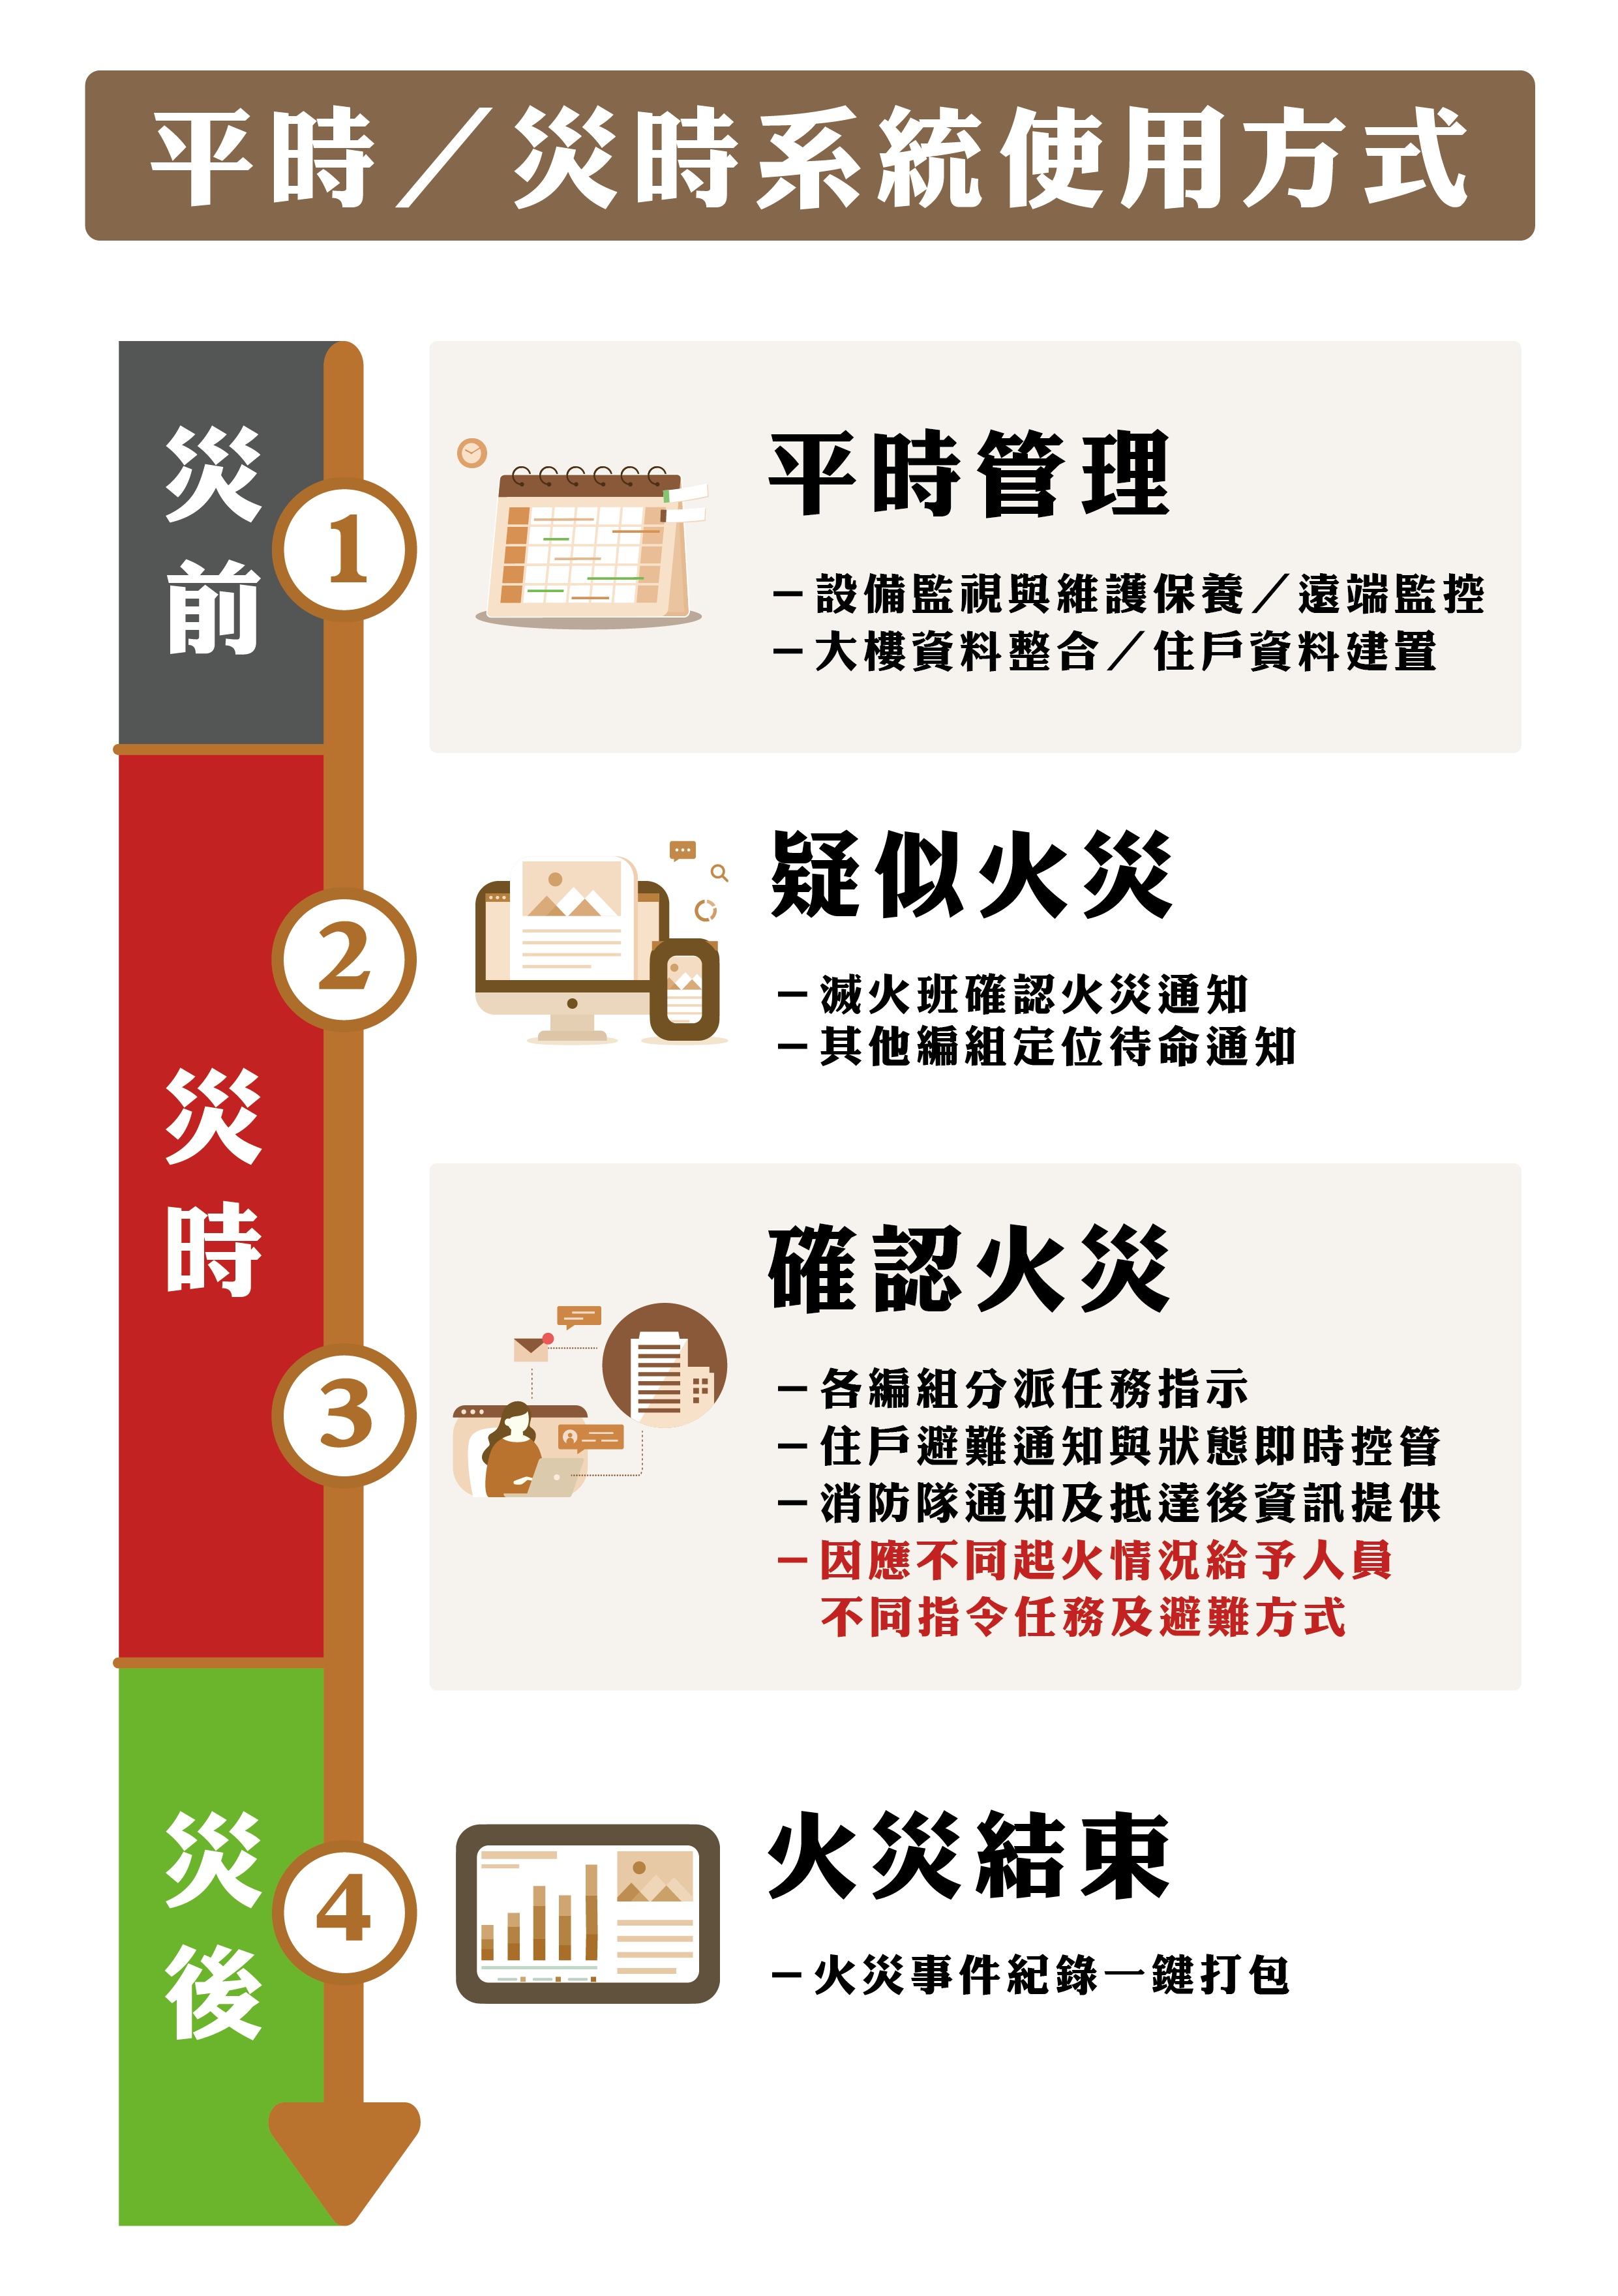 平時／災時系統使用方式
災前
1
平時管理
－設備監視與維護保養／遠端監控
－大樓資料整合／住戶資料建置
災時
2
疑似火災
－滅火班確認火災通知
－其他編組定位待命通知
3
確認火災
－各編組分派任務指示
－住戶避難通知與狀態即時控管
－消防隊通知及抵達後資訊提供
－因應不同起火情況給予人員
不同指令任務及避難方式
災後
4
火災結束
－火災事件紀錄一鍵打包